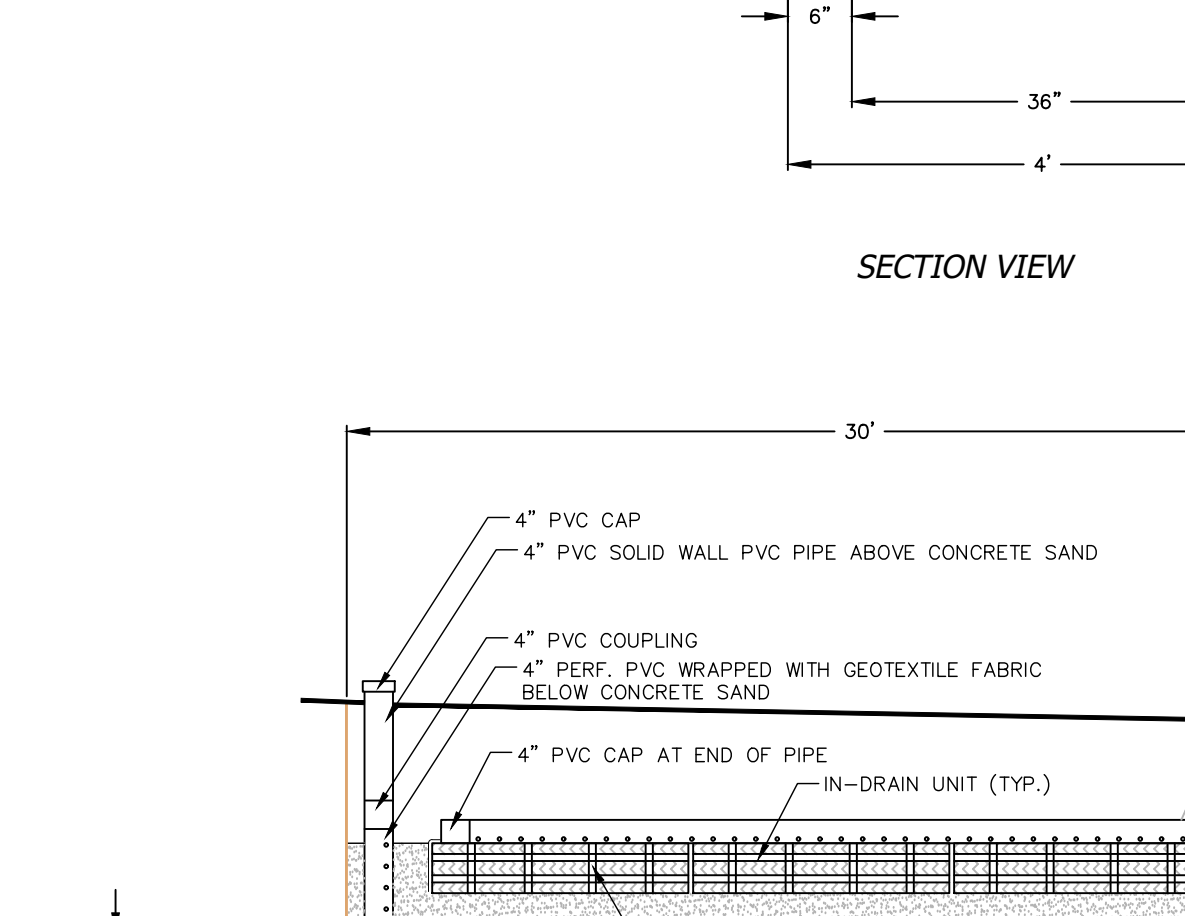 6”
36”
4’
SECTION VIEW
30’
4” PVC CAP
4” PVC SOLID WALL PVC PIPE ABOVE CONCRETE SAND
4” PVC COUPLING
4” PERF. PVC WRAPPED WITH GEOTEXTILE FABRIC
BELOW CONCRETE SAND
4” PVC CAP AT END OF PIPE
IN–DRAIN UNIT (TYP.)